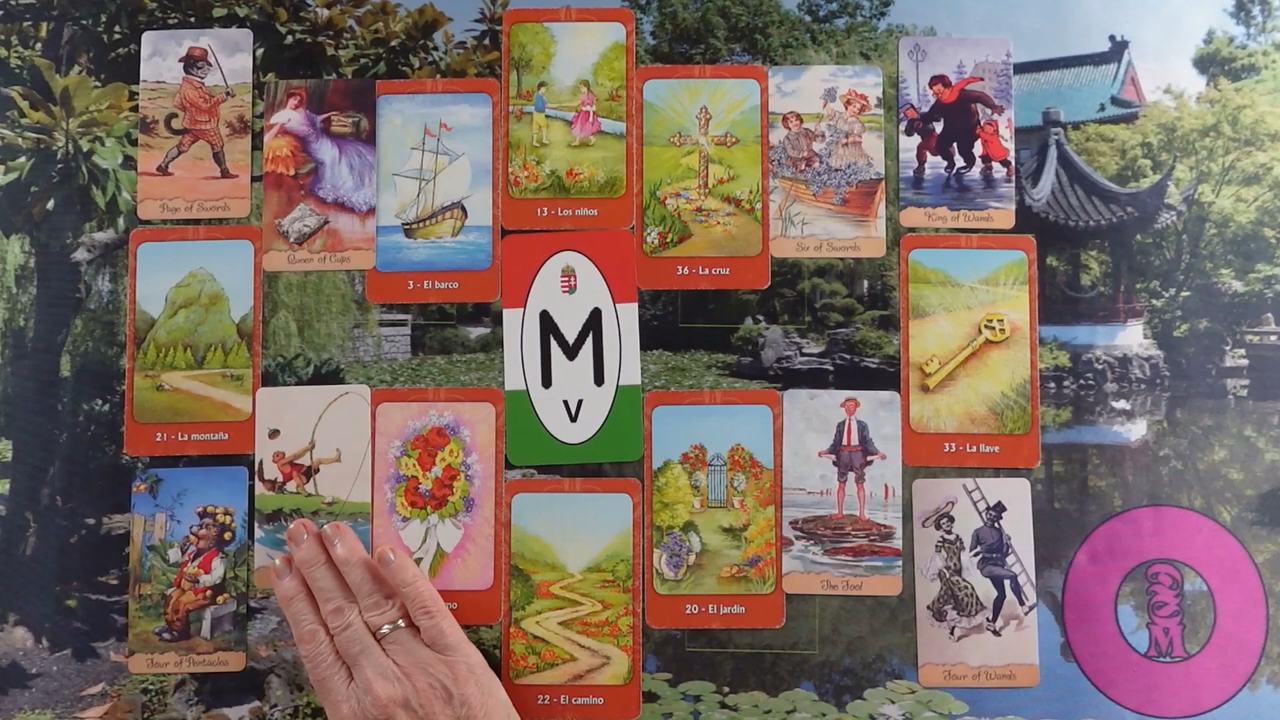 Page of Swords
Queen of Cups
3 - El barco
13 - Los niños
36 - La cruz
Six of Swords
King of Wands
21 - La montaña
M
V
33 - La llave
Four of Pentacles
mo
22 - El camino
20 - El jardín
The Fool
Four of Wands